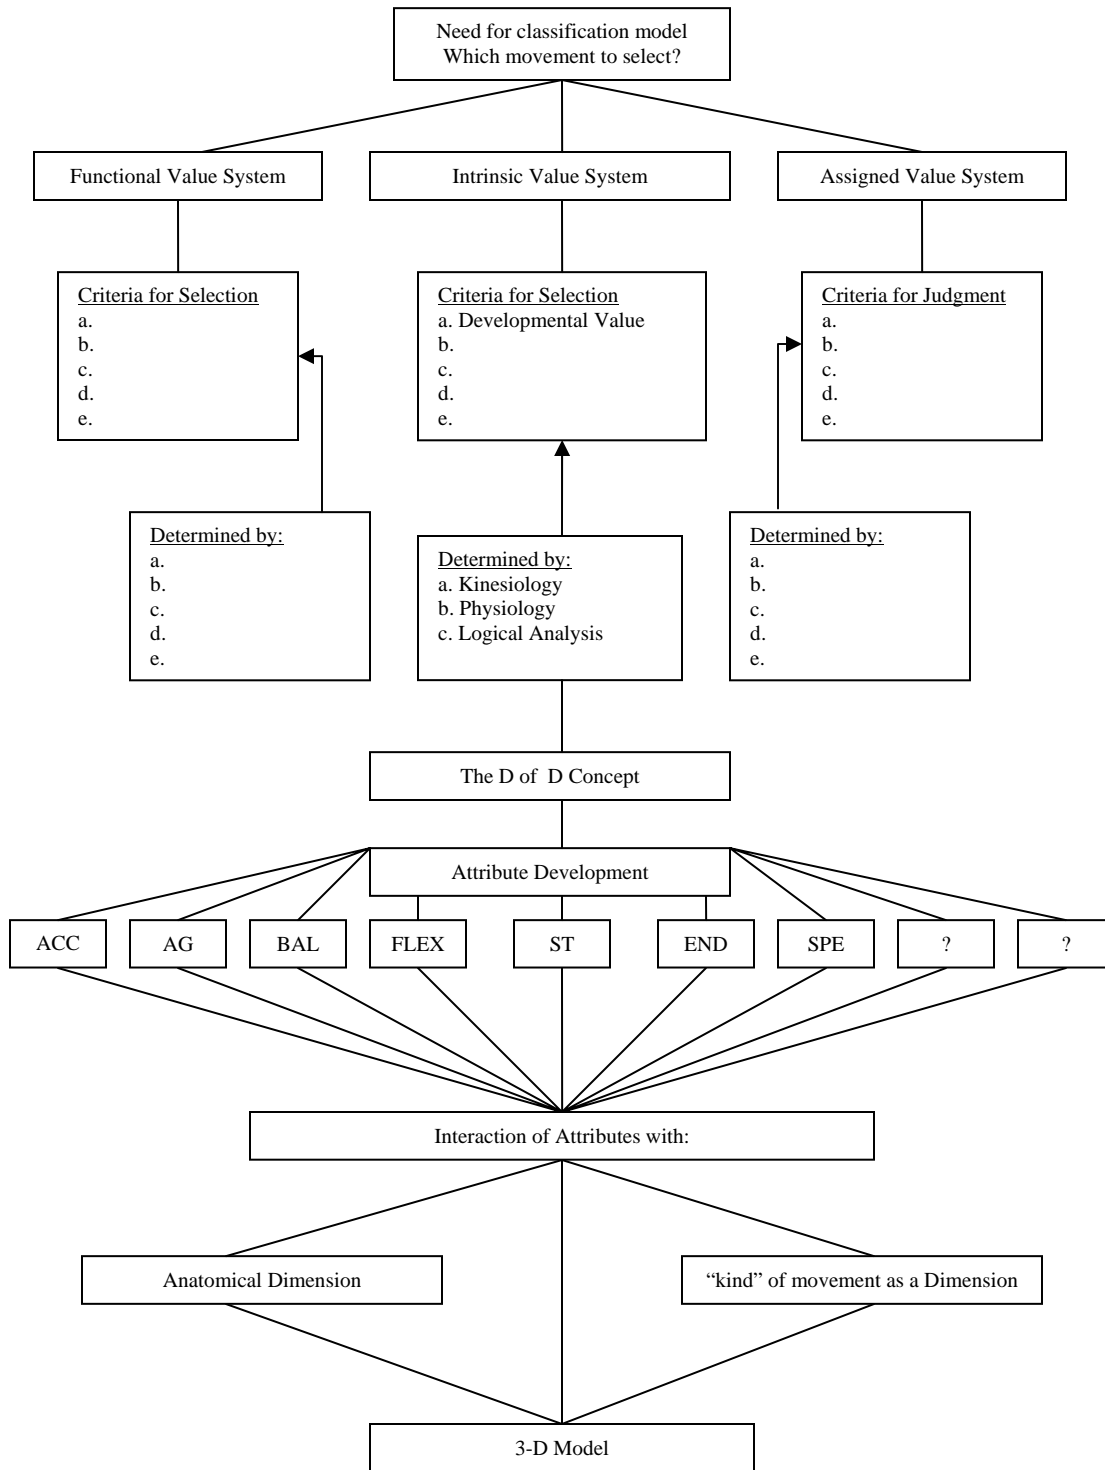 Need for classification model
Which movement to select?
Functional Value System
Intrinsic Value System
Assigned Value System
Criteria for Selection
a.
b.
c.
d.
e.
Criteria for Selection
a. Developmental Value
b.
c.
d.
e.
Criteria for Judgment
a.
b.
c.
d.
e.
Determined by:
a.
b.
c.
d.
e.
Determined by:
a. Kinesiology
b. Physiology
c. Logical Analysis
Determined by:
a.
b.
c.
d.
e.
The D of  D Concept
Attribute Development
ACC
AG
BAL
FLEX
ST
END
SPE
?
?
Interaction of Attributes with:
Anatomical Dimension
“kind” of movement as a Dimension
3-D Model